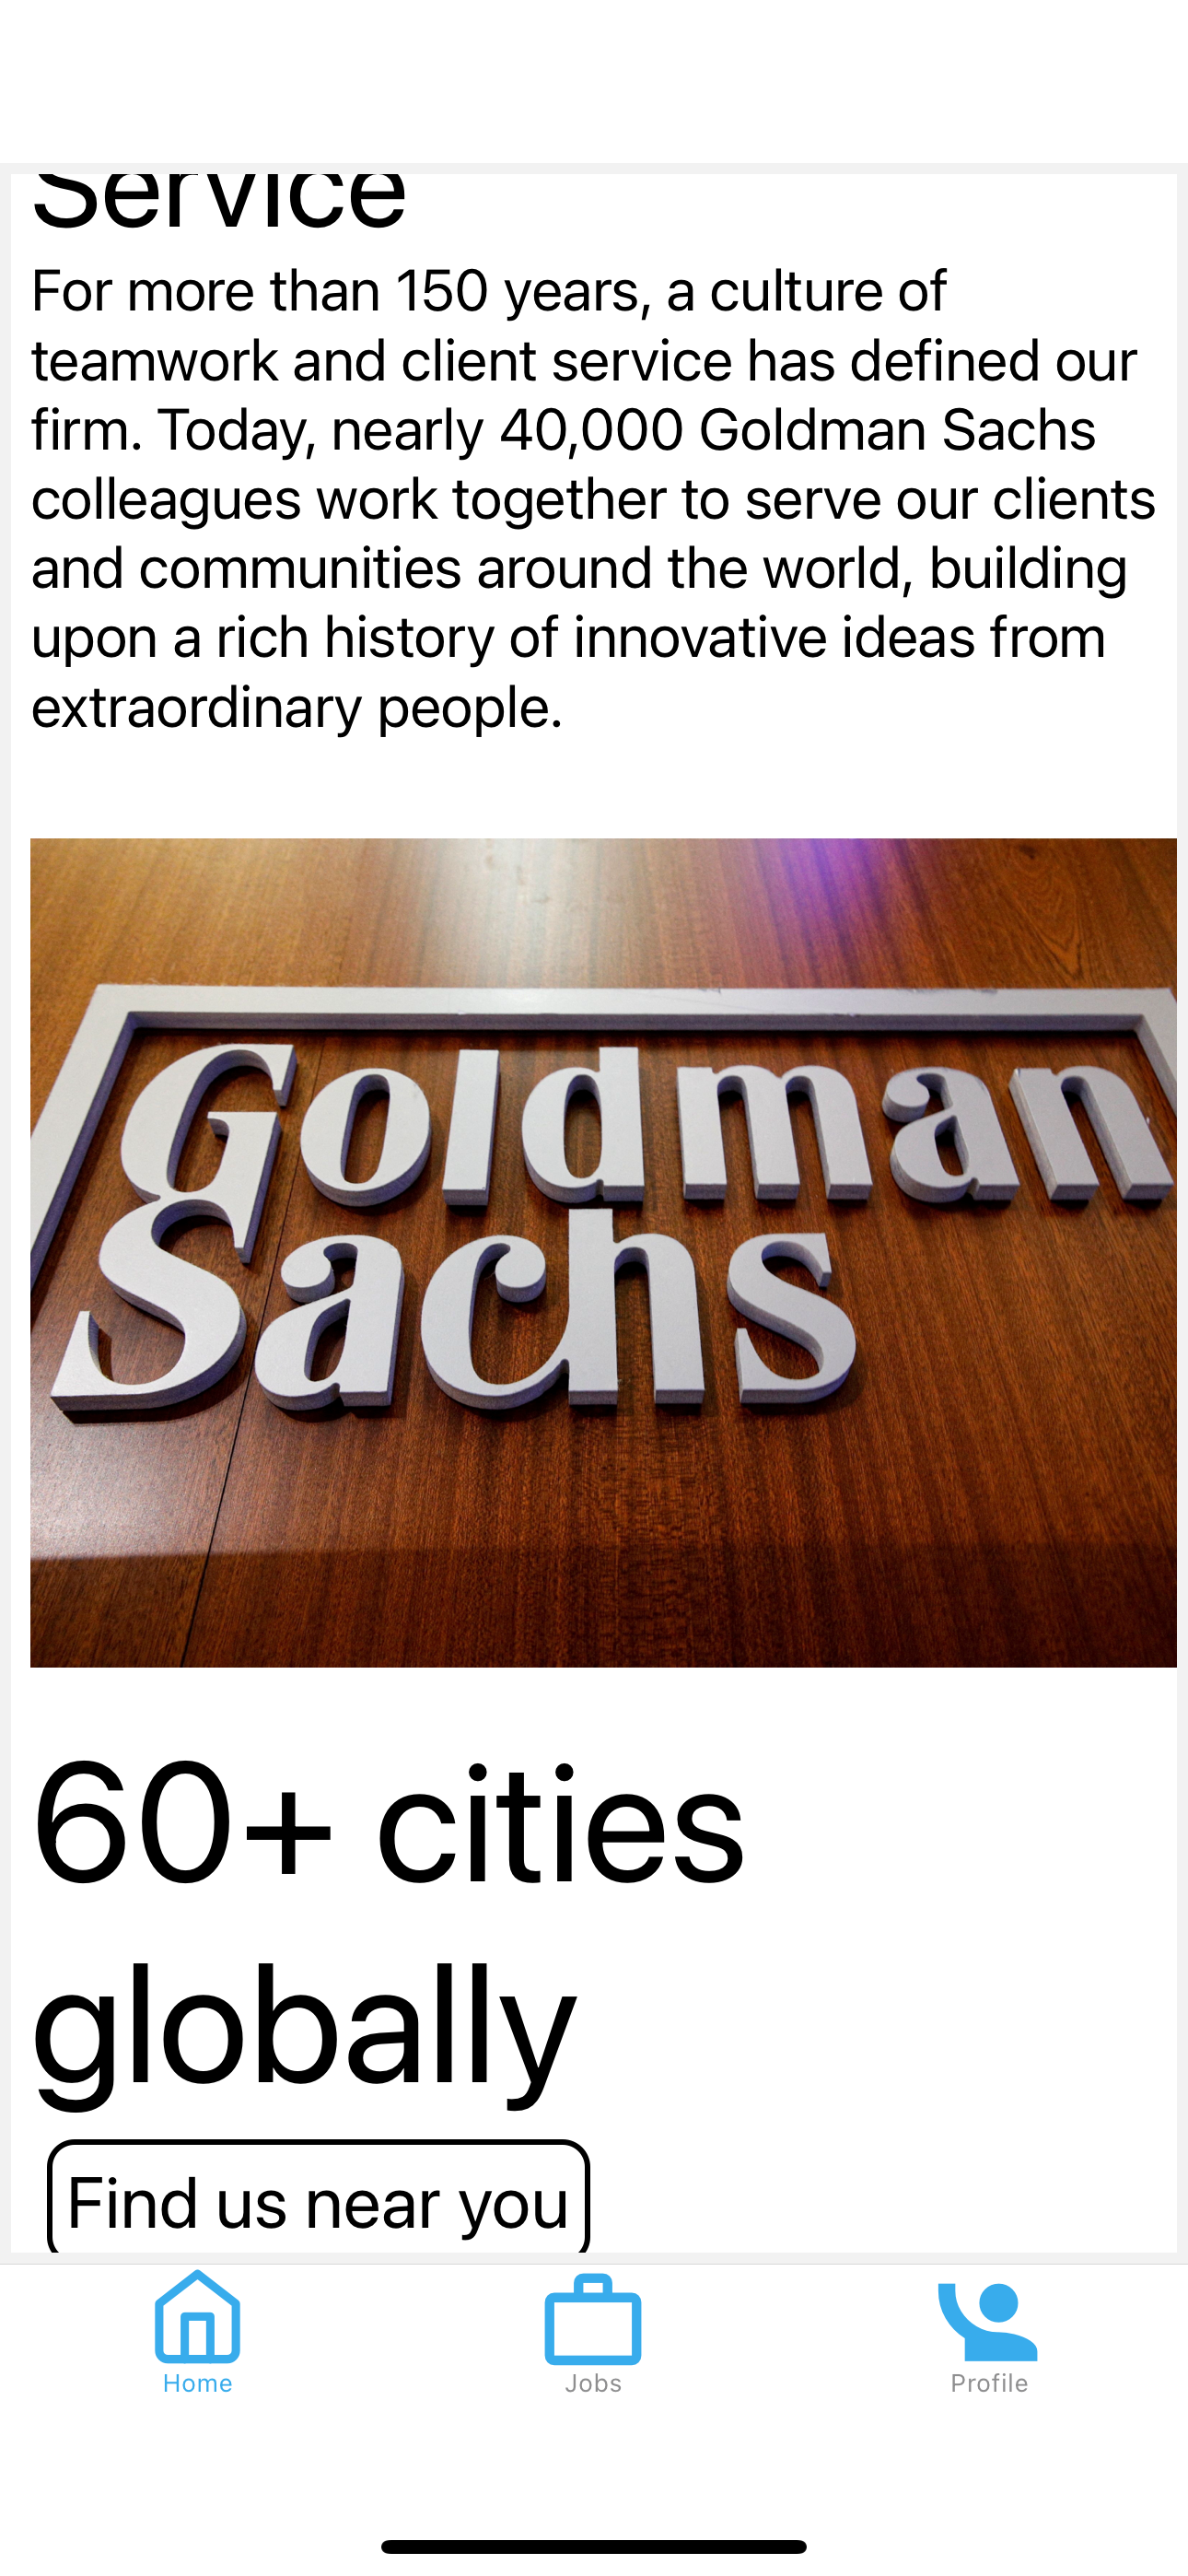 Service
For more than 150 years, a culture of
teamwork and client service has defined our
firm. Today, nearly 40,000 Goldman Sachs
colleagues work together to serve our clients
and communities around the world, building
upon a rich history of innovative ideas from
extraordinary people.
Goldman
Sachs
60+ cities
globally
Find us near you
Home
Jobs
Profile